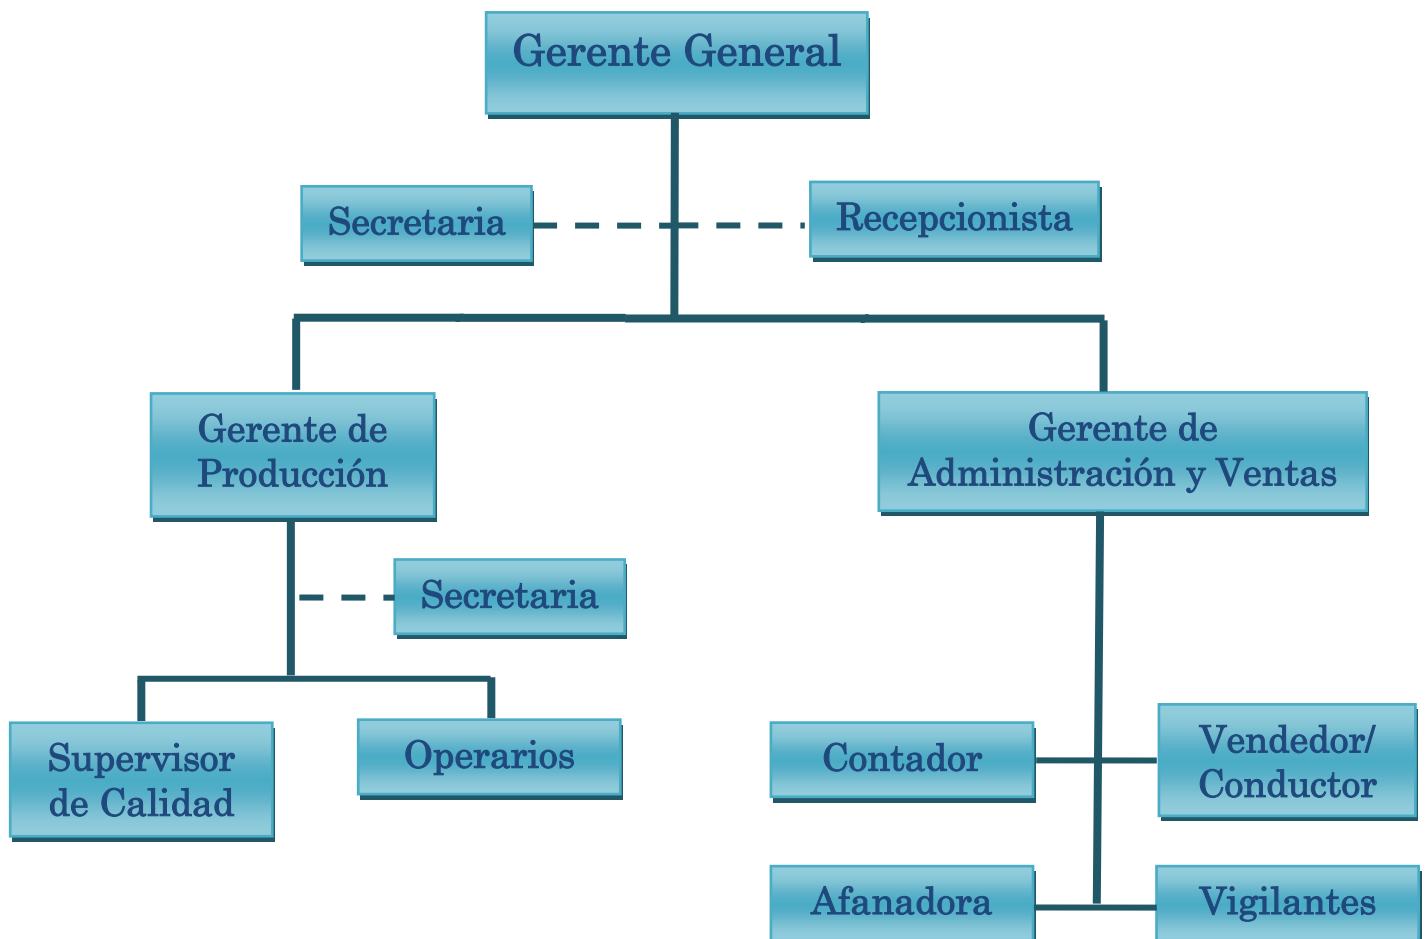 Gerente General
Secretaria
Recepcionista
Gerente de
Producción
Gerente de
Administración y Ventas
Secretaria
Supervisor
de Calidad
Operarios
Contador
Vendedor/
Conductor
Afanadora
Vigilantes